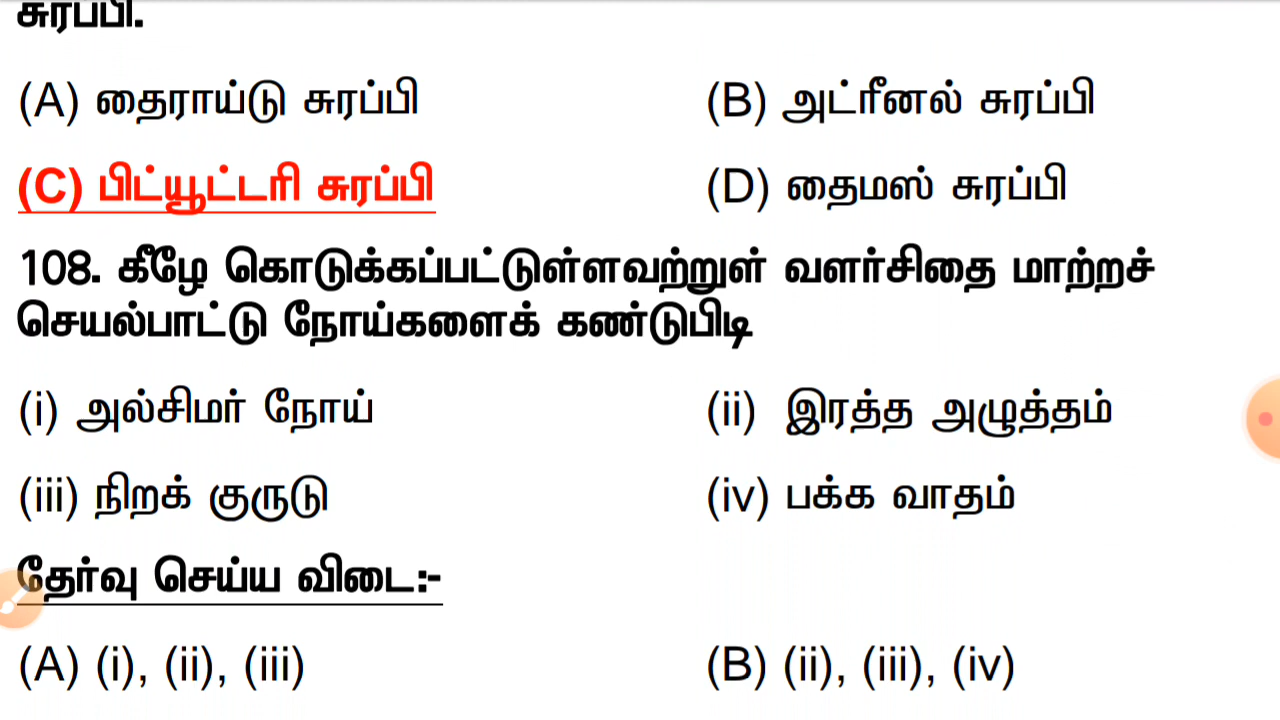 சுரப்பி.
(A) தைராய்டு சுரப்பி (B) அட்ரீனல் சுரப்பி
(C) பிட்யூட்டரி சுரப்பி (D) தைமஸ் சுரப்பி
108. கீழே கொடுக்கப்பட்டுள்ளவற்றுள் வளர்சிதை மாற்றச்
செயல்பாட்டு நோய்களைக் கண்டுபிடி
(i) அல்சிமர் நோய் (ii) இரத்த அழுத்தம்
(iii) நிறக் குருடு (iv) பக்க வாதம்
தேர்வு செய்ய விடை:-
(A) (i), (ii), (iii) (B) (ii), (iii), (iv)